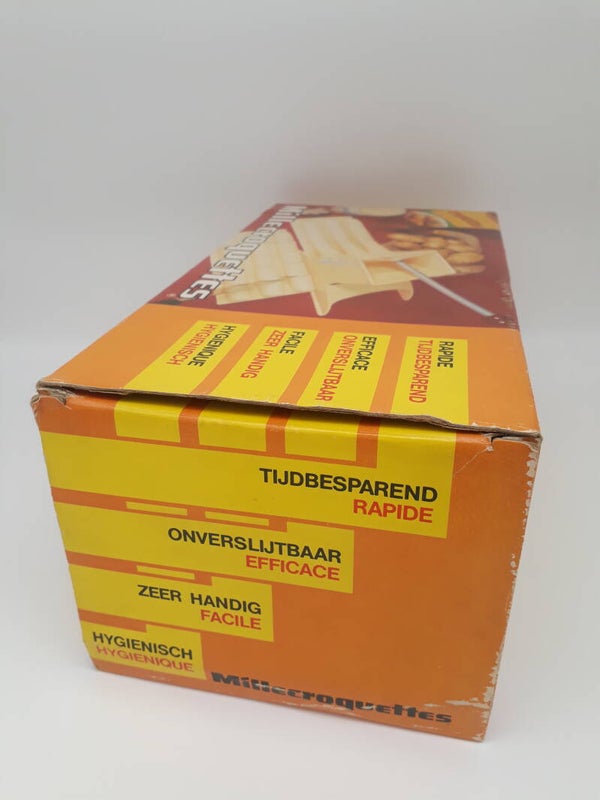 Millecroquettes
HYGIENIQUE
HYGIENISCH
FACILE
ZEER HANDIG
EFFICACE
ONVERSLIJTBAAR
RAPIDE
TIJDBESPAREND
TIJDBESPAREND
RAPIDE
ONVERSLIJTBAAR
EFFICACE
ZEER HANDIG
FACILE
HYGIENISCH
HYGIENIQUE
Millecroquettes